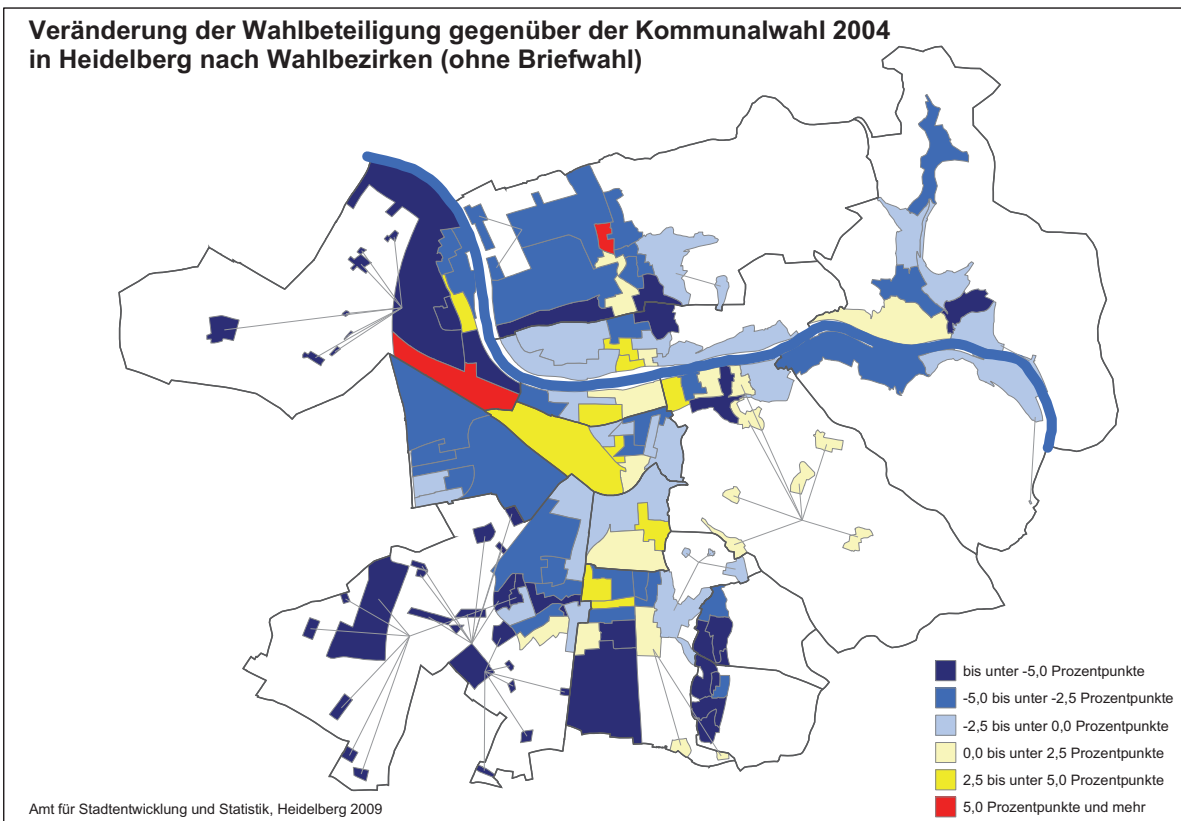 Veränderung der Wahlbeteiligung gegenüber der Kommunalwahl 2004
in Heidelberg nach Wahlbezirken (ohne Briefwahl)
bis unter -5,0 Prozentpunkte
-5,0 bis unter -2,5 Prozentpunkte
-2,5 bis unter 0,0 Prozentpunkte
0,0 bis unter 2,5 Prozentpunkte
2,5 bis unter 5,0 Prozentpunkte
5,0 Prozentpunkte und mehr
Amt für Stadtentwicklung und Statistik, Heidelberg 2009